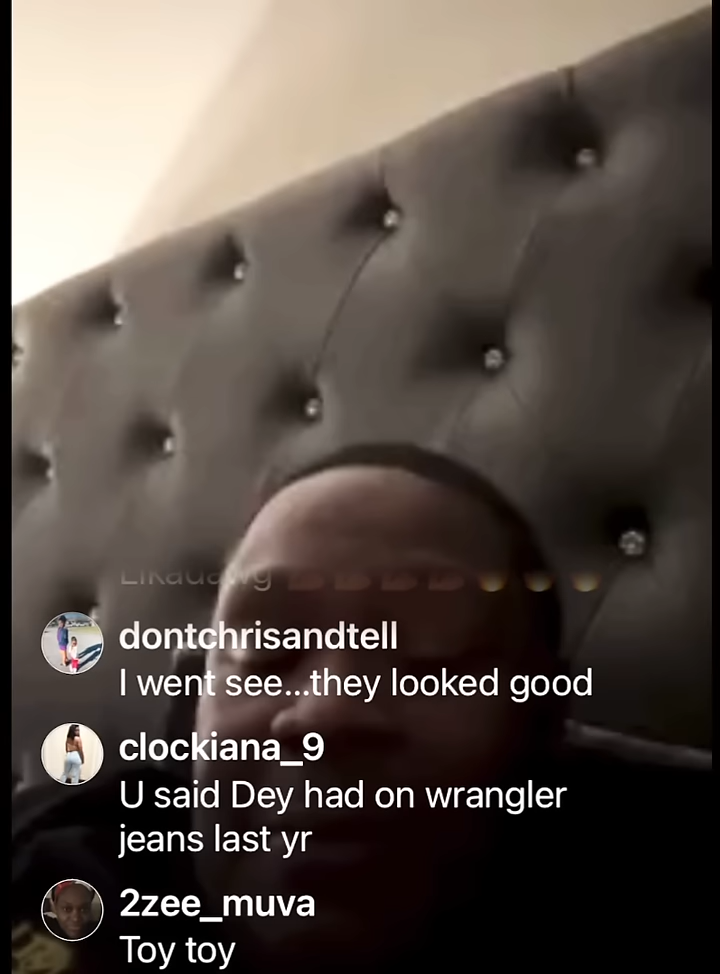 dontchrisandtell
I went see...they looked good
clockiana_9
U said Dey had on wrangler
jeans last yr
2zee_muva
Toy toy